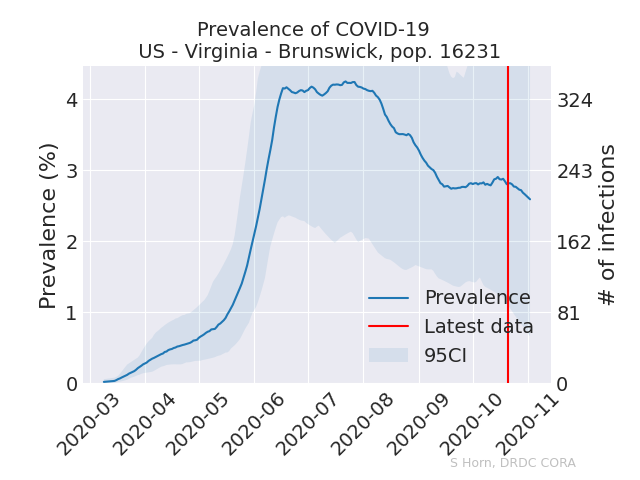 Prevalence of COVID-19
US - Virginia - Brunswick, pop. 16231
Prevalence (%)
4
3
2
1
0
324
243
162
81
0
# of infections
Prevalence
Latest data
95CI
2020-03
2020-04
2020-05
2020-06
2020-07
2020-08
2020-09
2020-10
2020-11
S Horn, DRDC CORA